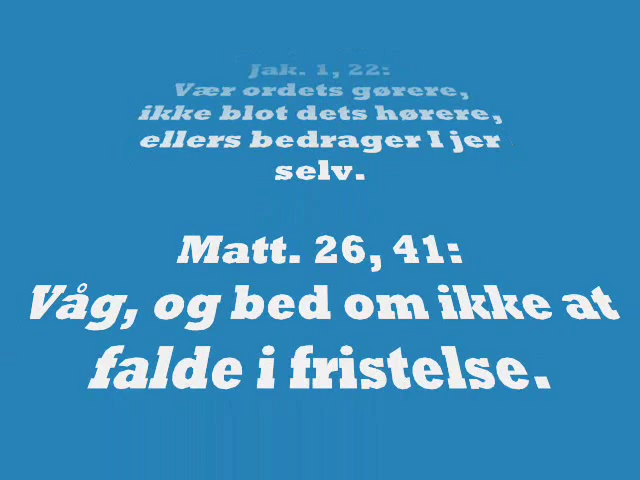 Jak. 1, 22:
Vær ordets gørere,
ikke blot dets hørere,
ellers bedrager I jer
selv.
Matt. 26, 41:
Våg, og bed om ikke at
falde i fristelse.